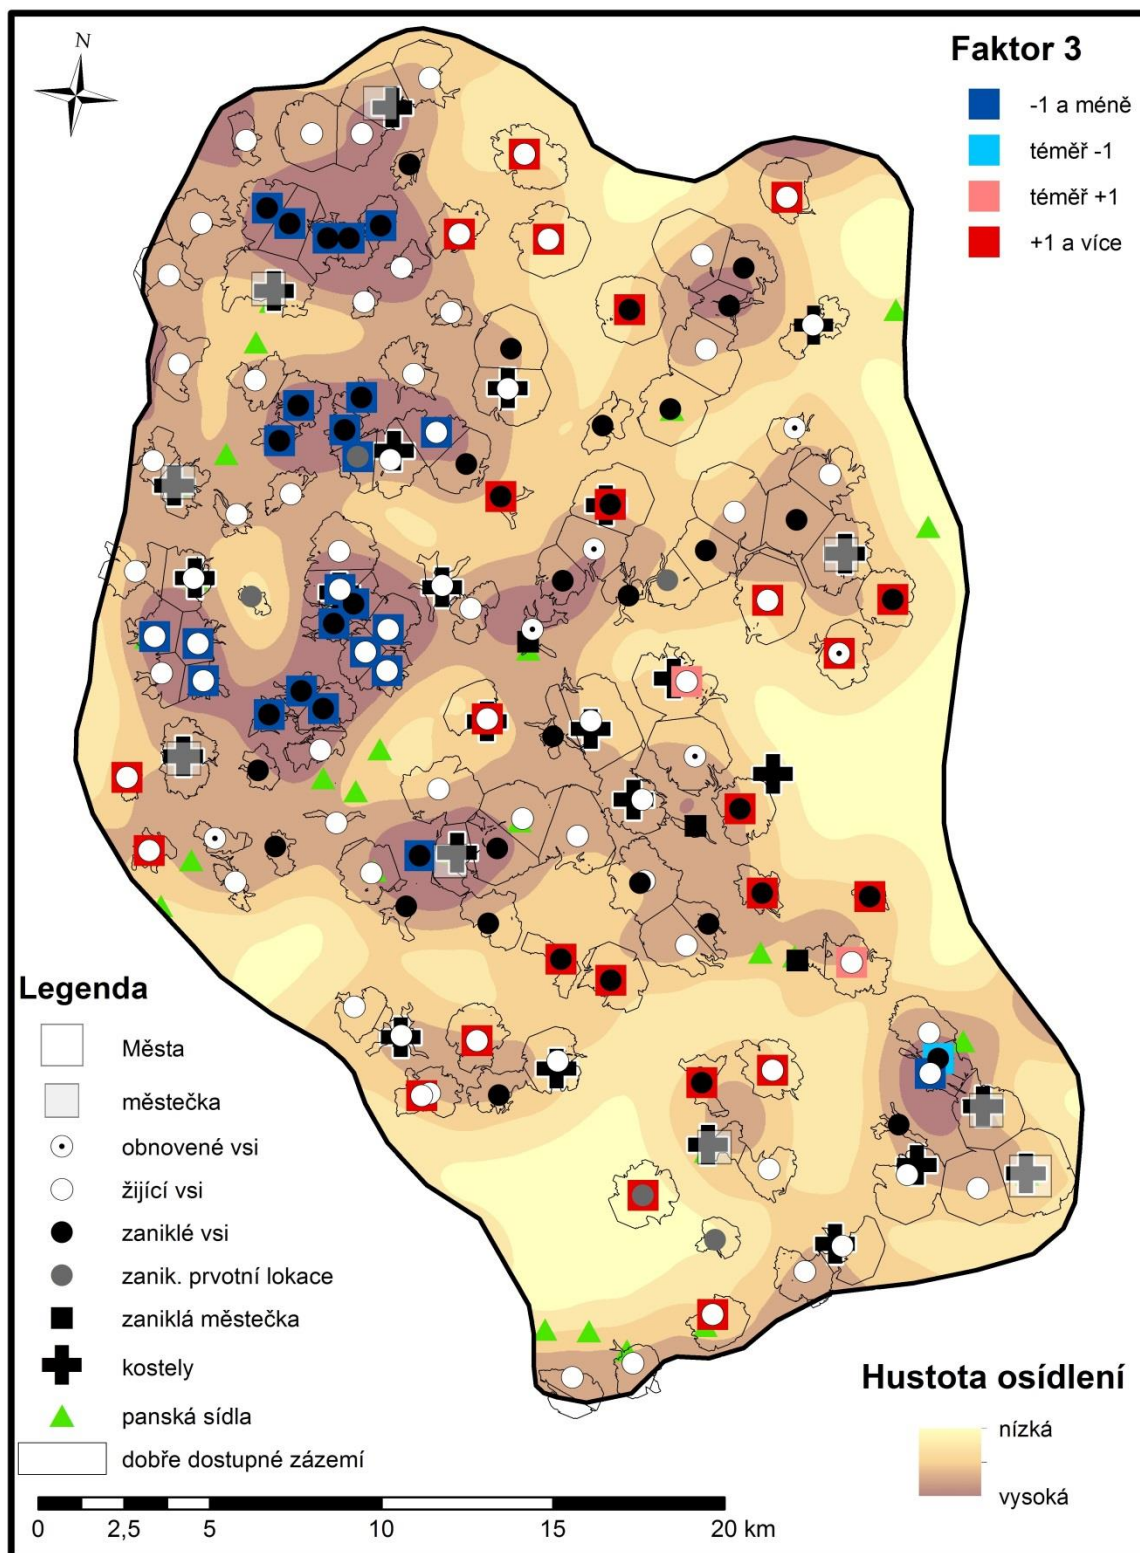 N
Faktor 3
-1 a méně
téměř -1
téměř +1
+1 a více
Legenda
Města
městečka
obnovené vsi
žijící vsi
zaniklé vsi
zanik. prvotní lokace
zaniklá městečka
kostely
panská sídla
dobře dostupné zázemí
0 2,5 5 10 15 20 km
Hustota osídlení
nízká
vysoká